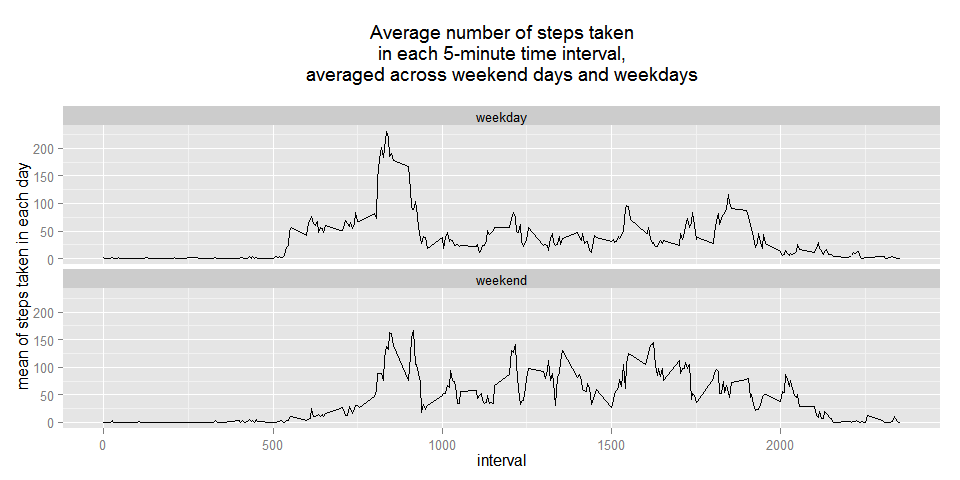 Average number of steps taken
in each 5-minute time interval,
averaged across weekend days and weekdays
mean of steps taken in each day
weekday
200
150
100
50
0
weekend
200
150
100
50
0
0 500 1000 1500 2000
interval